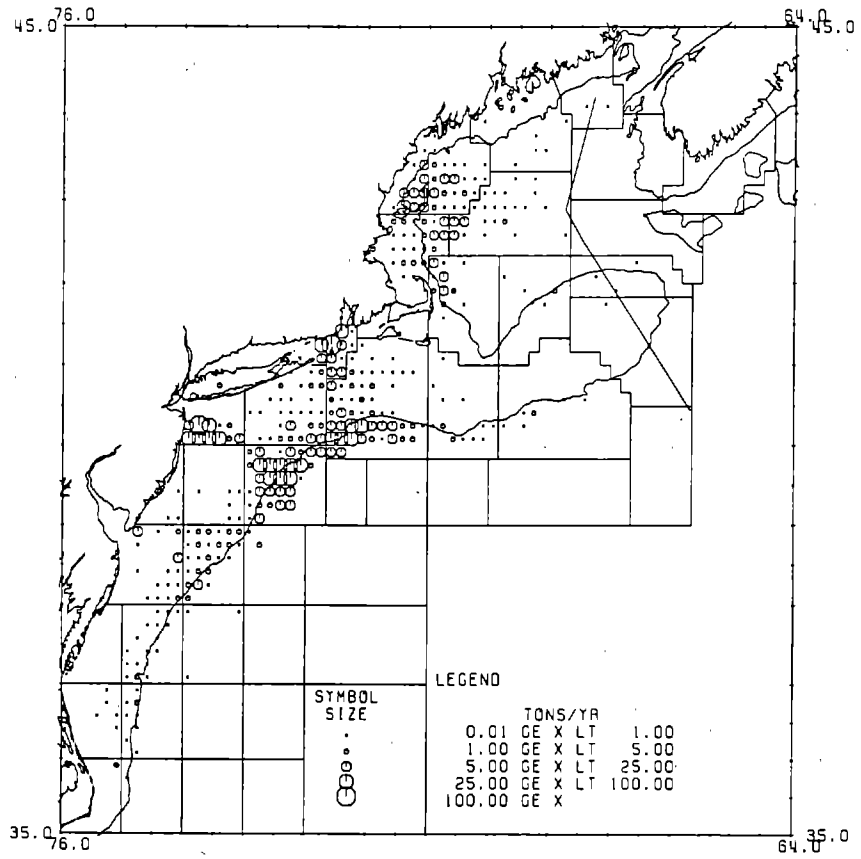 76.0 64.0
45.0 45.0
LEGEND
SYMBOL
SIZE
TONS/YR
0.01 GE X LT 1.00
1.00 GE X LT 5.00
5.00 GE X LT 25.00
25.00 GE X LT 100.00
100.00 GE X
35.0 35.0
76.0 64.0